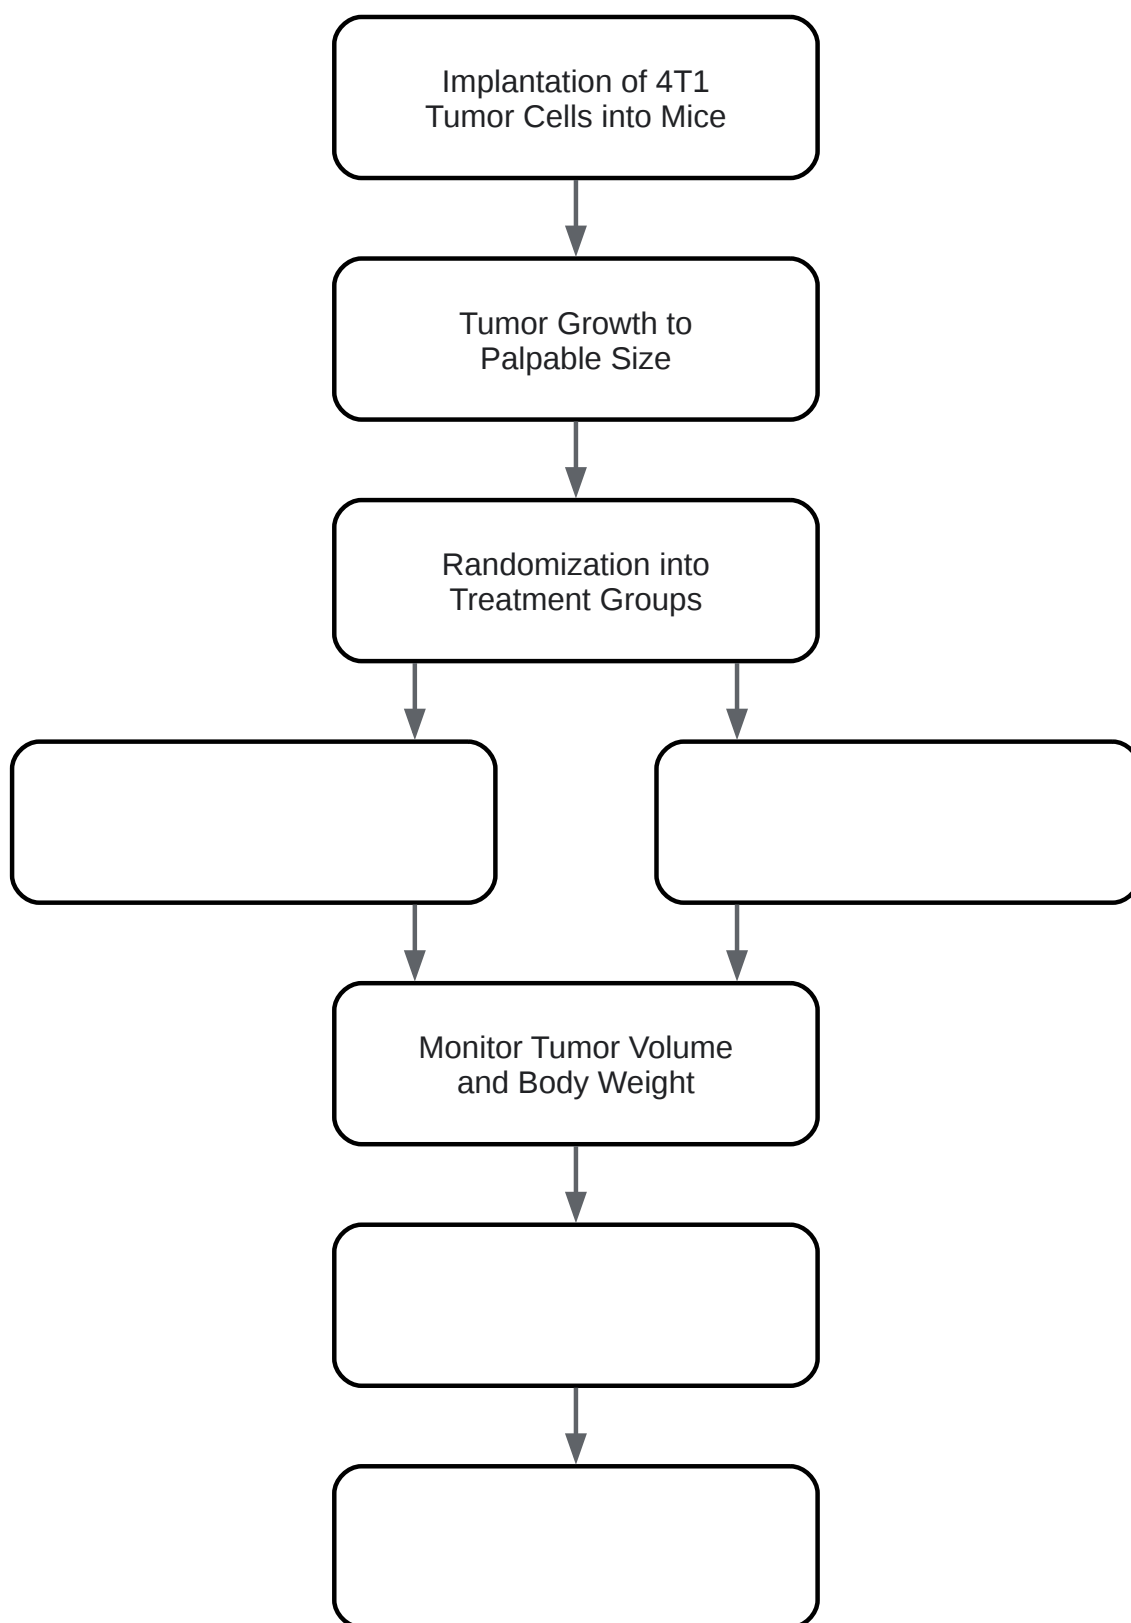 Implantation of 4T1
Tumor Cells into Mice
Tumor Growth to
Palpable Size
Randomization into
Treatment Groups
Monitor Tumor Volume
and Body Weight